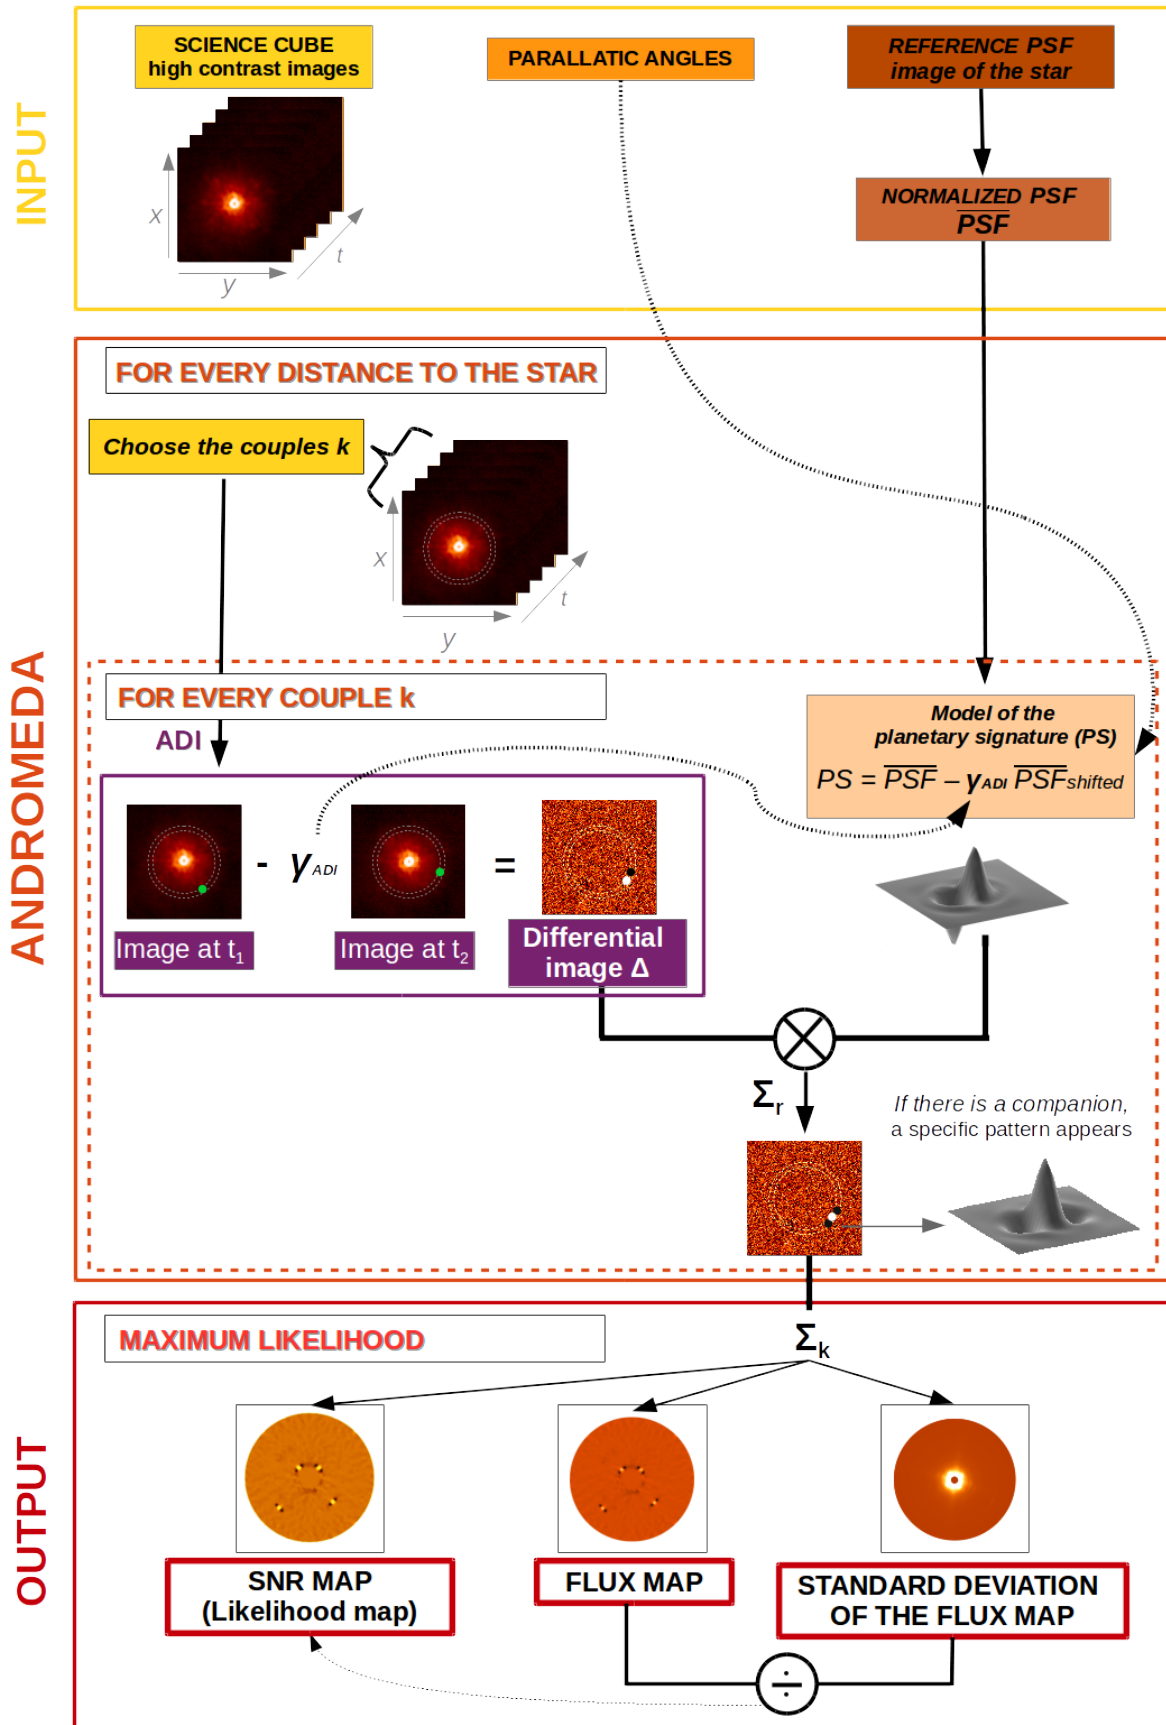 INPUT
SCIENCE CUBE
high contrast images
PARALLATIC ANGLES
REFERENCE PSF
image of the star
x
y
t
NORMALIZED PSF
PSF
ANDROMEDA
FOR EVERY DISTANCE TO THE STAR
Choose the couples k
x
y
t
FOR EVERY COUPLE k
ADI
Model of the
planetary signature (PS)
PS = PSF – γADI PSFshifted
- γADI =
Image at t1
Image at t2
Differential
image Δ
Σr
If there is a companion,
a specific pattern appears
OUTPUT
MAXIMUM LIKELIHOOD
Σk
SNR MAP
(Likelihood map)
FLUX MAP
STANDARD DEVIATION
OF THE FLUX MAP
÷